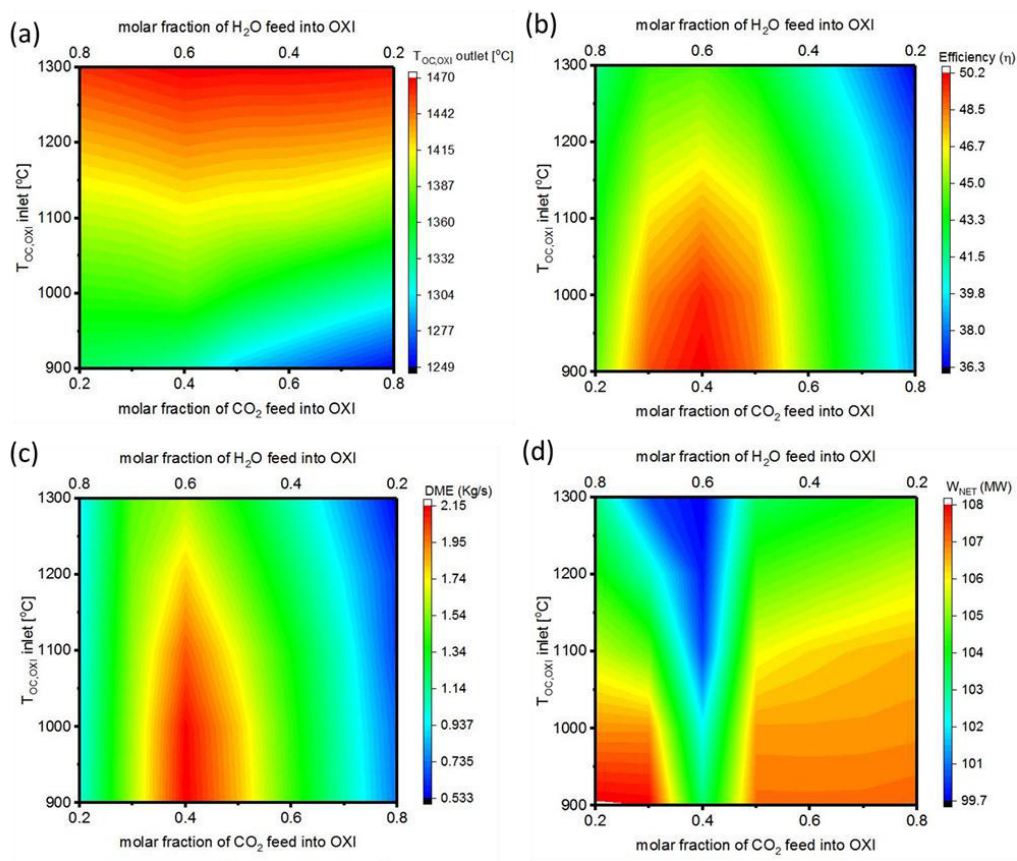 (a)
molar fraction of H₂O feed into OXI
0.8 0.6 0.4 0.2
T_OC,OXI outlet [°C]
1300
1200
1100
1000
900
T_OC,OXI inlet [°C]
1470
1442
1415
1387
1360
1332
1304
1277
1249
0.2 0.4 0.6 0.8
molar fraction of CO₂ feed into OXI
(b)
molar fraction of H₂O feed into OXI
0.8 0.6 0.4 0.2
Efficiency (η)
1300
1200
1100
1000
900
T_OC,OXI inlet [°C]
50.2
48.5
46.7
45.0
43.3
41.5
39.8
38.0
36.3
0.2 0.4 0.6 0.8
molar fraction of CO₂ feed into OXI
(c)
molar fraction of H₂O feed into OXI
0.8 0.6 0.4 0.2
DME (Kg/s)
1300
1200
1100
1000
900
T_OC,OXI inlet [°C]
2.15
1.95
1.74
1.54
1.34
1.14
0.937
0.735
0.533
0.2 0.4 0.6 0.8
molar fraction of CO₂ feed into OXI
(d)
molar fraction of H₂O feed into OXI
0.8 0.6 0.4 0.2
W_NET (MW)
1300
1200
1100
1000
900
T_OC,OXI inlet [°C]
108
107
106
105
104
103
102
101
99.7
0.2 0.4 0.6 0.8
molar fraction of CO₂ feed into OXI